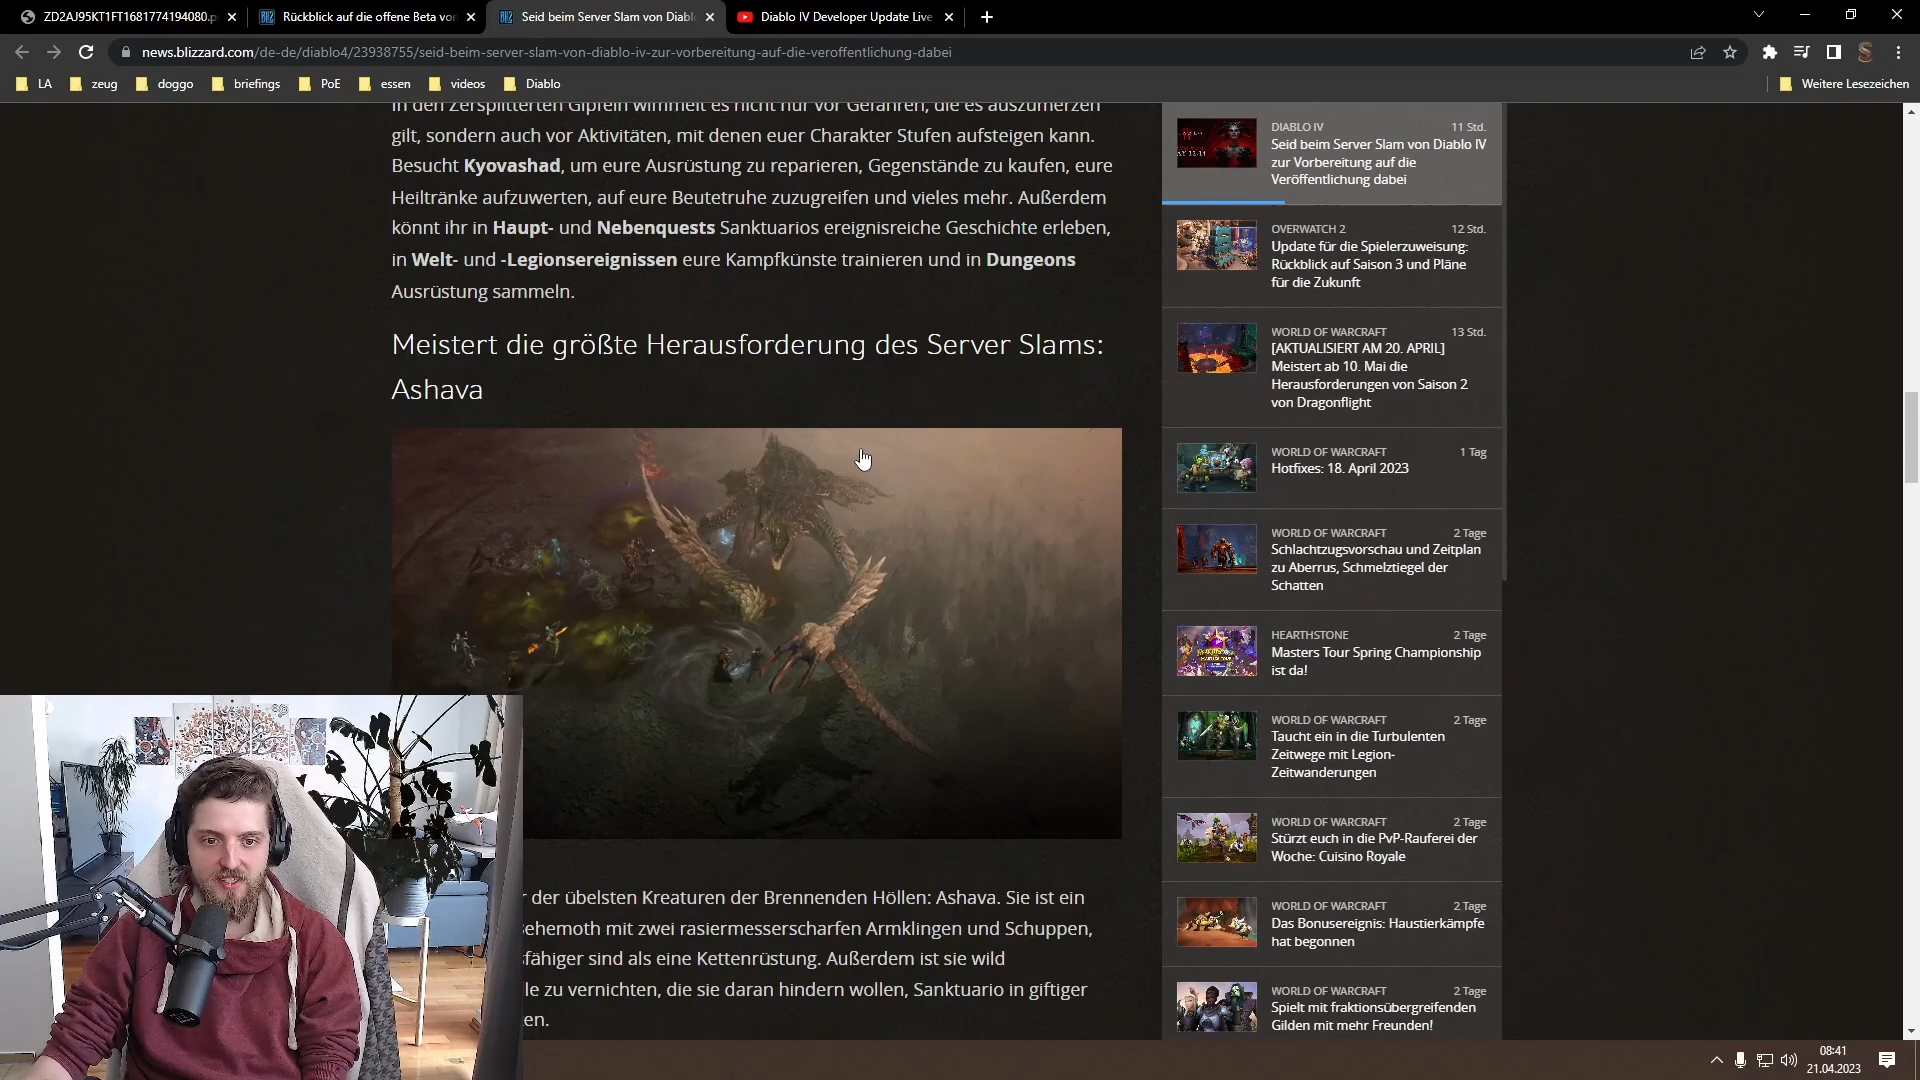 ZD2AJ95KT1FT1681774194080.p
Rückblick auf die offene Beta von
Seid beim Server Slam von Diabl
Diablo IV Developer Update Live
news.blizzard.com/de-de/diablo4/23938755/seid-beim-server-slam-von-diablo-iv-zur-vorbereitung-auf-die-veroffentlichung-dabei
LA
zeug
doggo
briefings
PoE
essen
videos
Diablo
Weitere Lesezeichen
In den Zersplitterten Gipfeln wimmelt es nicht nur vor Gefahren, die es auszumerzen
gilt, sondern auch vor Aktivitäten, mit denen euer Charakter Stufen aufsteigen kann.
Besucht Kyovashad, um eure Ausrüstung zu reparieren, Gegenstände zu kaufen, eure
Heiltränke aufzuwerten, auf eure Beutetruhe zuzugreifen und vieles mehr. Außerdem
könnt ihr in Haupt- und Nebenquests Sanktuarios ereignisreiche Geschichte erleben,
in Welt- und -Legionsereignissen eure Kampfkünste trainieren und in Dungeons
Ausrüstung sammeln.
Meistert die größte Herausforderung des Server Slams:
Ashava
r der übelsten Kreaturen der Brennenden Höllen: Ashava. Sie ist ein
ehemoth mit zwei rasiermesserscharfen Armklingen und Schuppen,
sfähiger sind als eine Kettenrüstung. Außerdem ist sie wild
le zu vernichten, die sie daran hindern wollen, Sanktuario in giftiger
en.
DIABLO IV 11 Std.
Seid beim Server Slam von Diablo IV
zur Vorbereitung auf die
Veröffentlichung dabei
OVERWATCH 2 12 Std.
Update für die Spielerzuweisung:
Rückblick auf Saison 3 und Pläne
für die Zukunft
WORLD OF WARCRAFT 13 Std.
[AKTUALISIERT AM 20. APRIL]
Meistert ab 10. Mai die
Herausforderungen von Saison 2
von Dragonflight
WORLD OF WARCRAFT 1 Tag
Hotfixes: 18. April 2023
WORLD OF WARCRAFT 2 Tage
Schlachtzugsvorschau und Zeitplan
zu Aberrus, Schmelztiegel der
Schatten
HEARTHSTONE 2 Tage
Masters Tour Spring Championship
ist da!
WORLD OF WARCRAFT 2 Tage
Taucht ein in die Turbulenten
Zeitwege mit Legion-
Zeitwanderungen
WORLD OF WARCRAFT 2 Tage
Stürzt euch in die PvP-Rauferei der
Woche: Cuisino Royale
WORLD OF WARCRAFT 2 Tage
Das Bonusereignis: Haustierkämpfe
hat begonnen
WORLD OF WARCRAFT 2 Tage
Spielt mit fraktionsübergreifenden
Gilden mit mehr Freunden!
08:41
21.04.2023